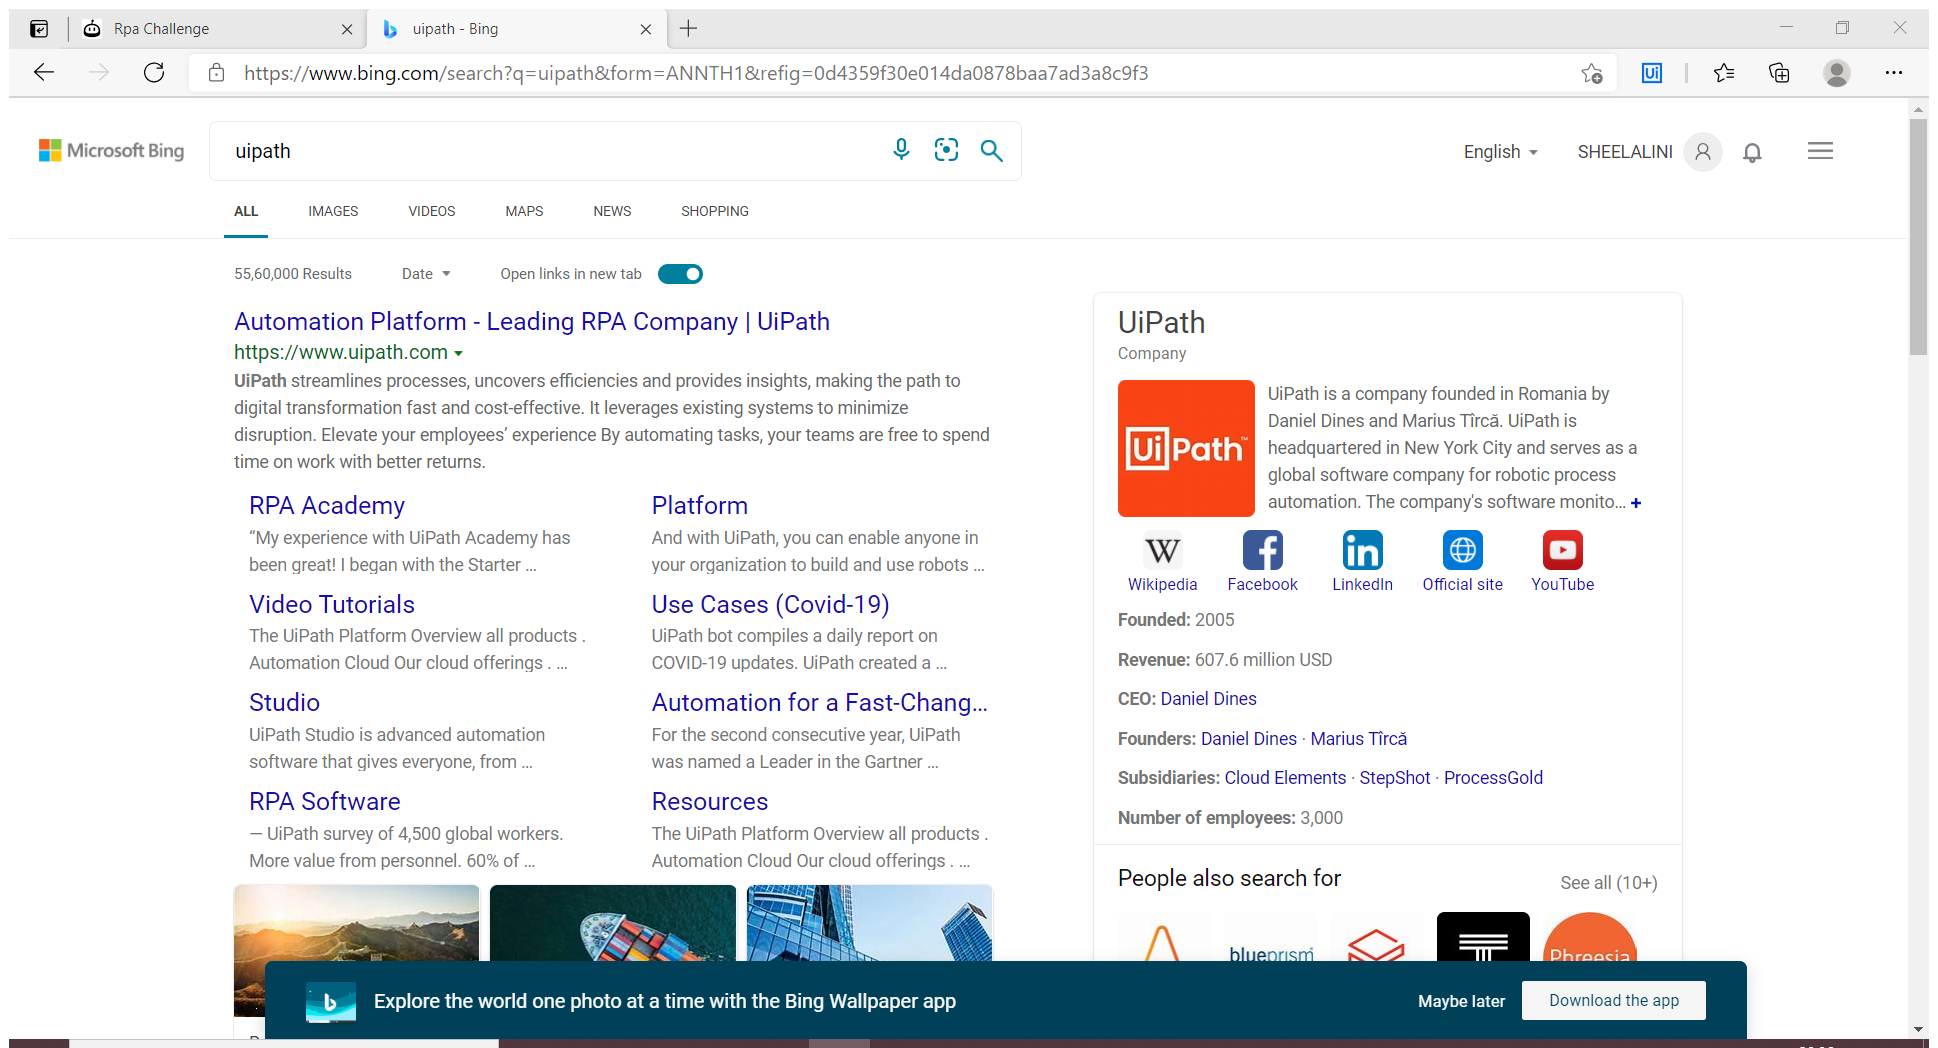 Rpa Challenge
uipath - Bing
https://www.bing.com/search?q=uipath&form=ANNTH1&refig=0d4359f30e014da0878baa7ad3a8c9f3
Microsoft Bing
uipath
English
SHEELALINI
ALL IMAGES VIDEOS MAPS NEWS SHOPPING
55,60,000 Results Date Open links in new tab
Automation Platform - Leading RPA Company | UiPath
https://www.uipath.com
UiPath streamlines processes, uncovers efficiencies and provides insights, making the path to
digital transformation fast and cost-effective. It leverages existing systems to minimize
disruption. Elevate your employees’ experience By automating tasks, your teams are free to spend
time on work with better returns.
RPA Academy
“My experience with UiPath Academy has
been great! I began with the Starter ...
Platform
And with UiPath, you can enable anyone in
your organization to build and use robots ...
Video Tutorials
The UiPath Platform Overview all products .
Automation Cloud Our cloud offerings . ...
Use Cases (Covid-19)
UiPath bot compiles a daily report on
COVID-19 updates. UiPath created a ...
Studio
UiPath Studio is advanced automation
software that gives everyone, from ...
Automation for a Fast-Chang...
For the second consecutive year, UiPath
was named a Leader in the Gartner ...
RPA Software
— UiPath survey of 4,500 global workers.
More value from personnel. 60% of ...
Resources
The UiPath Platform Overview all products .
Automation Cloud Our cloud offerings . ...
UiPath
Company
UiPath™
UiPath is a company founded in Romania by
Daniel Dines and Marius Tîrcă. UiPath is
headquartered in New York City and serves as a
global software company for robotic process
automation. The company's software monito... +
Wikipedia Facebook LinkedIn Official site YouTube
Founded: 2005
Revenue: 607.6 million USD
CEO: Daniel Dines
Founders: Daniel Dines · Marius Tîrcă
Subsidiaries: Cloud Elements · StepShot · ProcessGold
Number of employees: 3,000
People also search for
See all (10+)
blueprism
Phreesia
Explore the world one photo at a time with the Bing Wallpaper app
Maybe later
Download the app